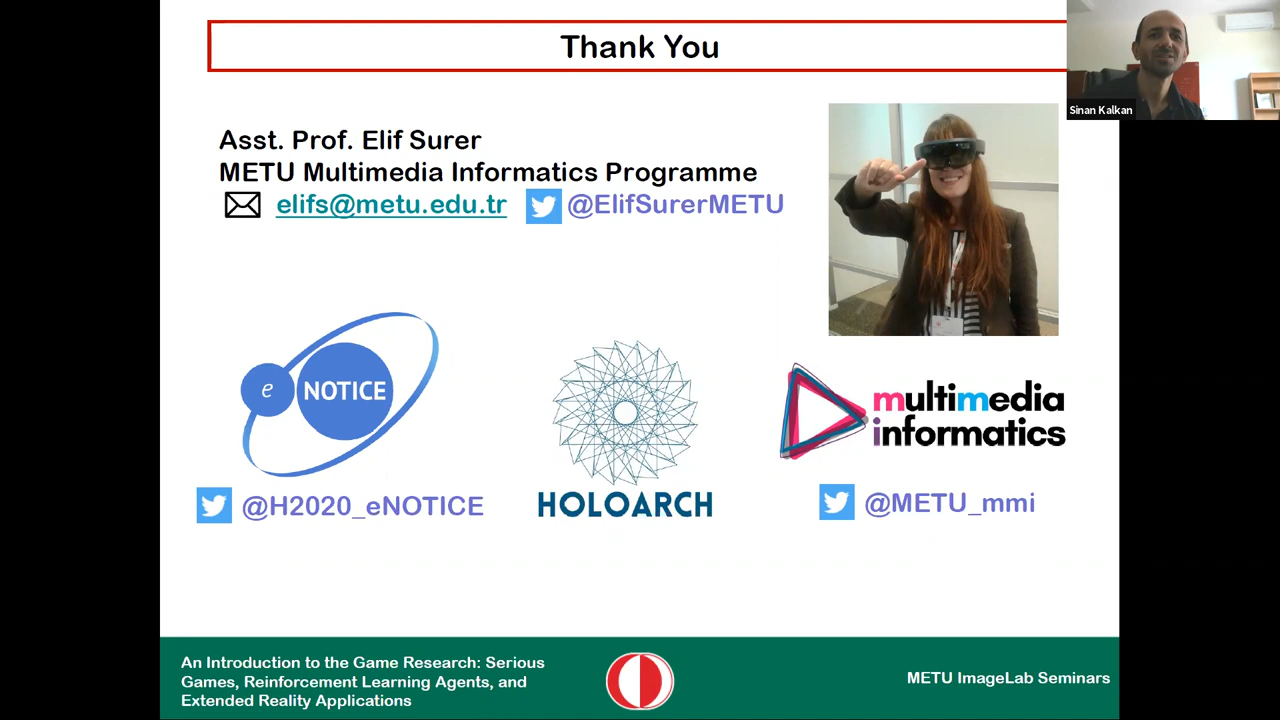 Thank You
Sinan Kalkan
Asst. Prof. Elif Surer
METU Multimedia Informatics Programme
elifs@metu.edu.tr @ElifSurerMETU
e NOTICE
@H2020_eNOTICE
HOLOARCH
multimedia
informatics
@METU_mmi
An Introduction to the Game Research: Serious
Games, Reinforcement Learning Agents, and
Extended Reality Applications
METU ImageLab Seminars